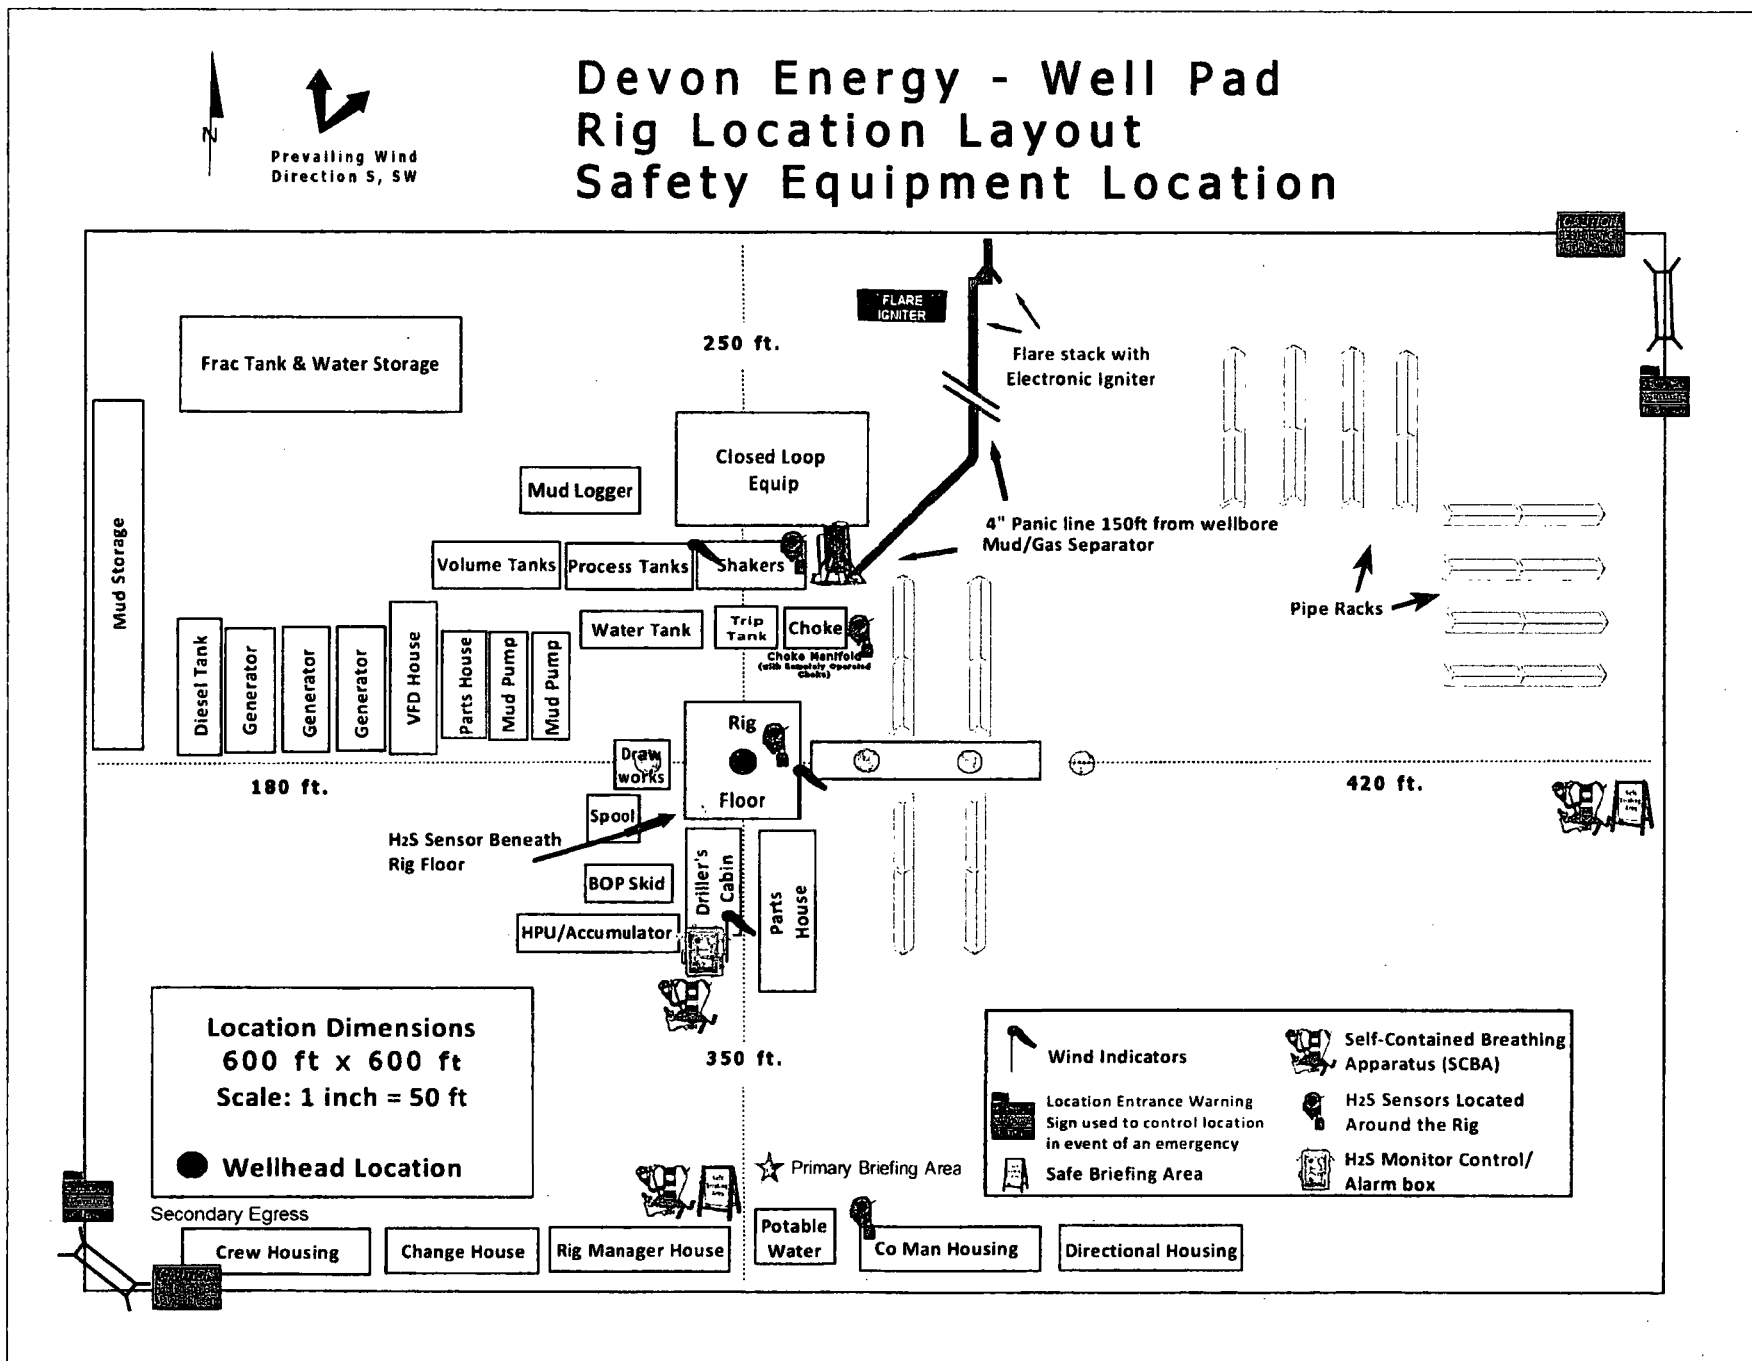 Devon Energy - Well Pad
Rig Location Layout
Safety Equipment Location
N
Prevailing Wind
Direction S, SW
CAUTION
FLARE
IGNITER
250 ft.
Flare stack with
Electronic Igniter
Frac Tank & Water Storage
Closed Loop
Equip
Mud Logger
4" Panic line 150ft from wellbore
Mud/Gas Separator
Mud Storage
Volume Tanks
Process Tanks
Shakers
Pipe Racks
Water Tank
Trip
Tank
Choke
Choke Manifold
(with Remotely Operated
Choke)
Diesel Tank
Generator
Generator
Generator
VFD House
Parts House
Mud Pump
Mud Pump
Rig
Floor
Draw
works
180 ft.
420 ft.
Spool
H2S Sensor Beneath
Rig Floor
BOP Skid
Driller's
Cabin
Parts
House
HPU/Accumulator
350 ft.
Location Dimensions
600 ft x 600 ft
Scale: 1 inch = 50 ft
Wellhead Location
Wind Indicators
Self-Contained Breathing
Apparatus (SCBA)
Location Entrance Warning
Sign used to control location
in event of an emergency
H2S Sensors Located
Around the Rig
Safe Briefing Area
H2S Monitor Control/
Alarm box
Primary Briefing Area
Secondary Egress
Crew Housing
Change House
Rig Manager House
Potable
Water
Co Man Housing
Directional Housing